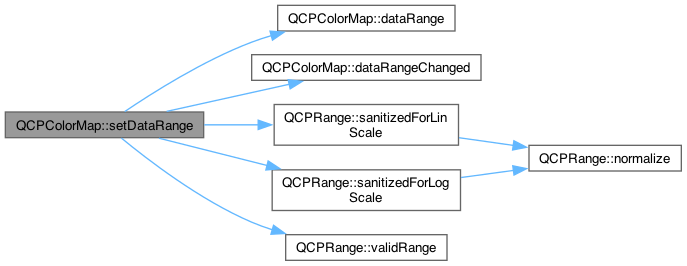 QCPColorMap::setDataRange
QCPColorMap::dataRange
QCPColorMap::dataRangeChanged
QCPRange::sanitizedForLin
Scale
QCPRange::sanitizedForLog
Scale
QCPRange::validRange
QCPRange::normalize